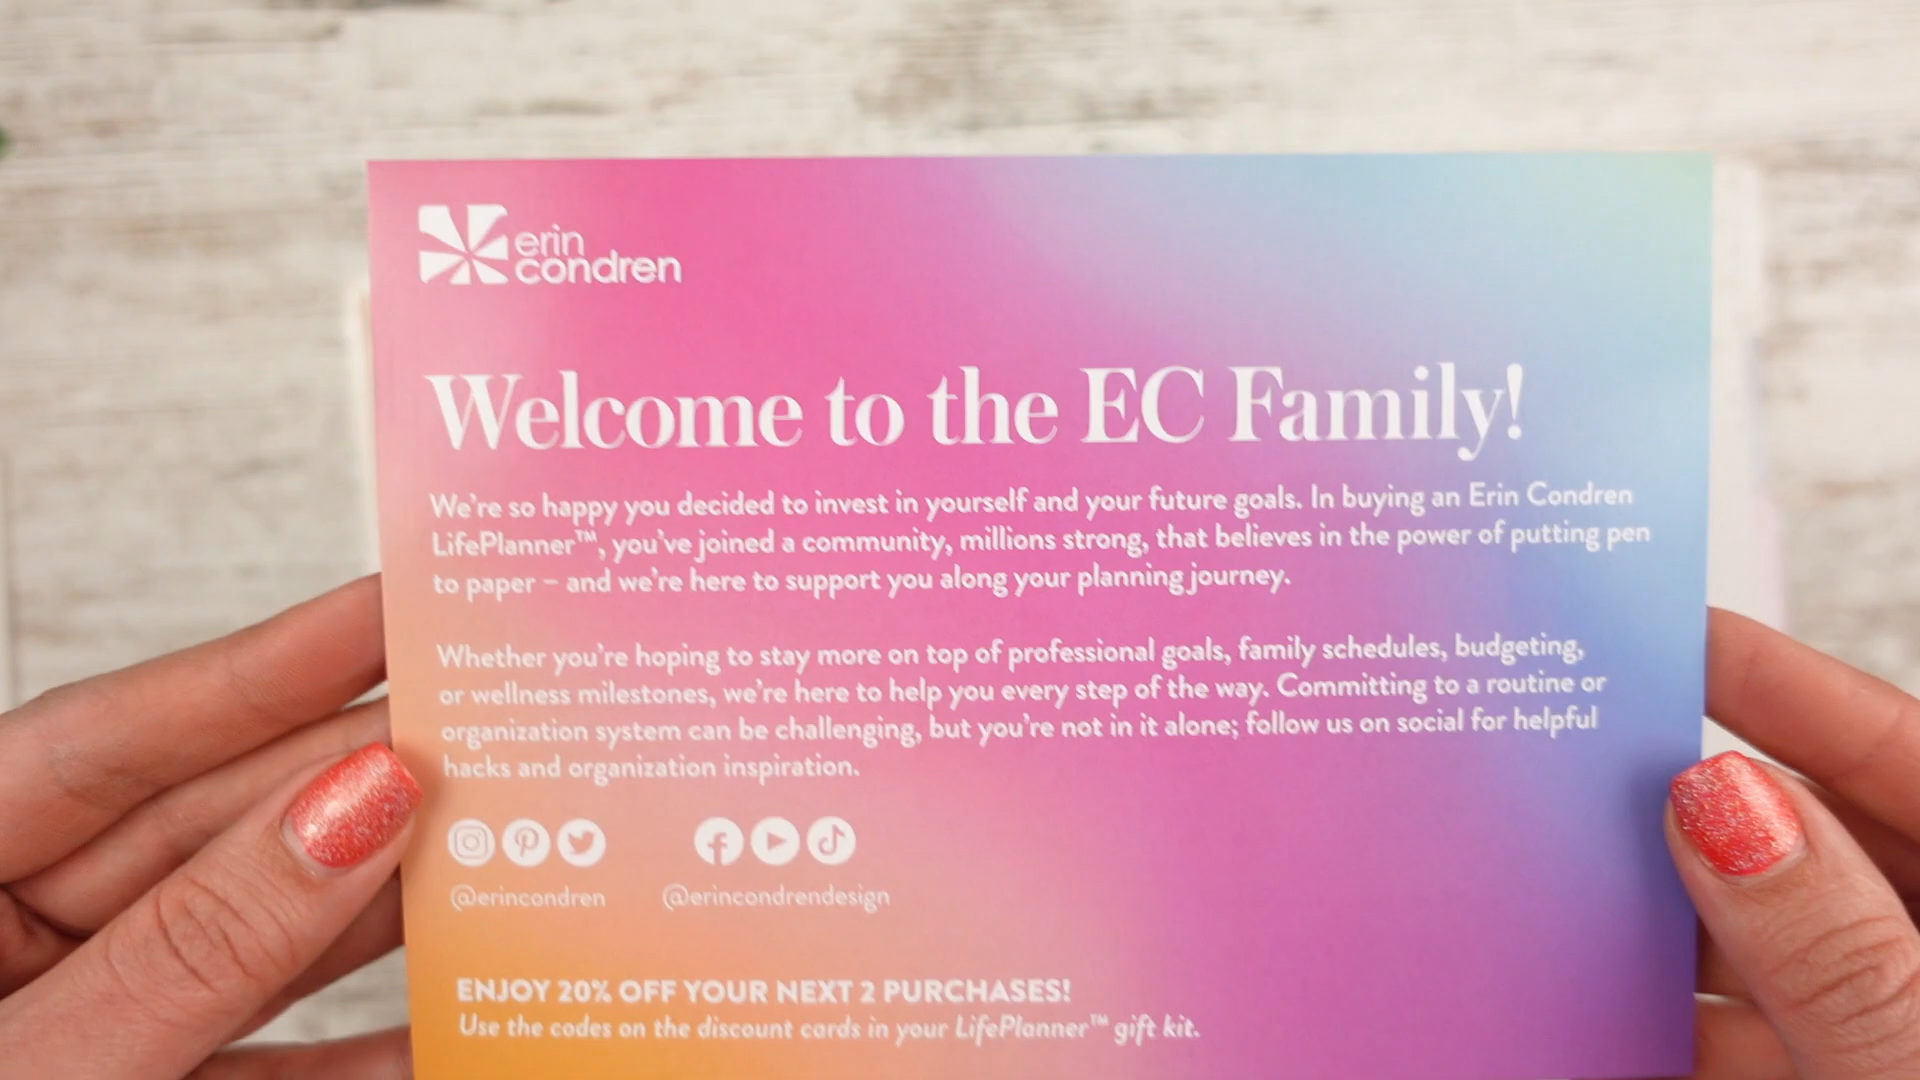 erin
condren
Welcome to the EC Family!
We're so happy you decided to invest in yourself and your future goals. In buying an Erin Condren
LifePlanner™, you've joined a community, millions strong, that believes in the power of putting pen
to paper – and we're here to support you along your planning journey.
Whether you're hoping to stay more on top of professional goals, family schedules, budgeting,
or wellness milestones, we're here to help you every step of the way. Committing to a routine or
organization system can be challenging, but you're not in it alone; follow us on social for helpful
hacks and organization inspiration.
@erincondren @erincondrendesign
ENJOY 20% OFF YOUR NEXT 2 PURCHASES!
Use the codes on the discount cards in your LifePlanner™ gift kit.